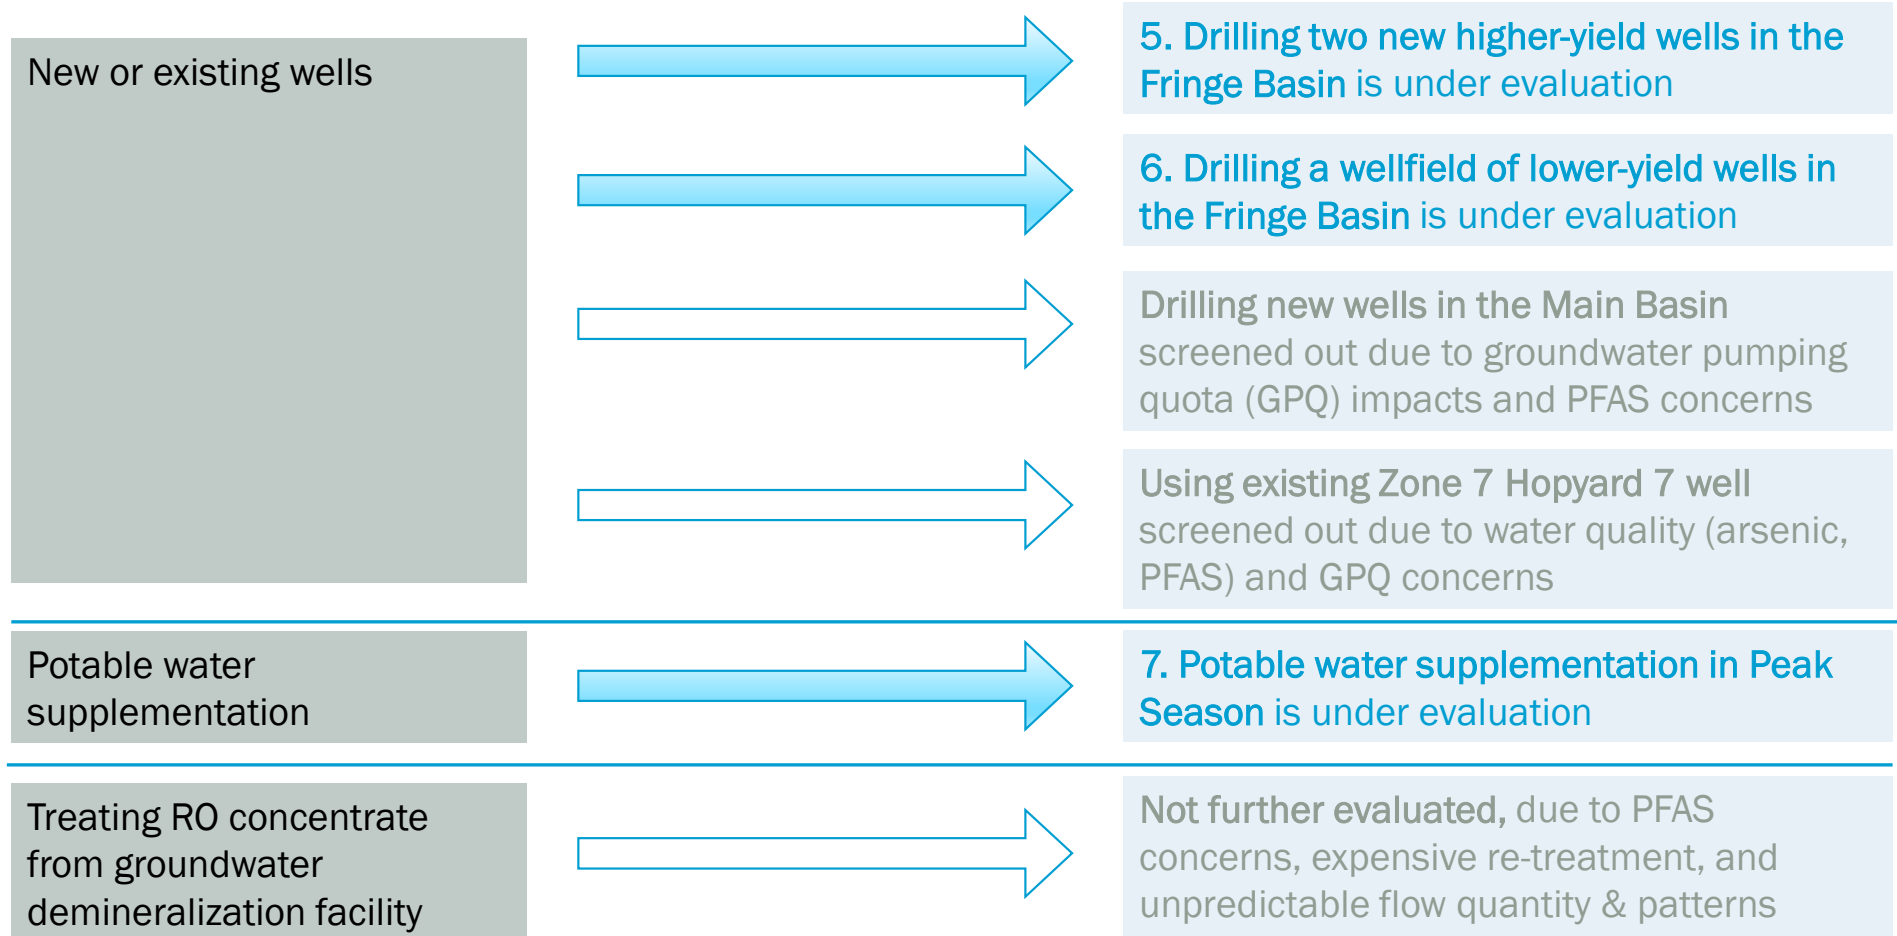 New or existing wells
5. Drilling two new higher-yield wells in the
Fringe Basin is under evaluation
6. Drilling a wellfield of lower-yield wells in
the Fringe Basin is under evaluation
Drilling new wells in the Main Basin
screened out due to groundwater pumping
quota (GPQ) impacts and PFAS concerns
Using existing Zone 7 Hopyard 7 well
screened out due to water quality (arsenic,
PFAS) and GPQ concerns
Potable water
supplementation
7. Potable water supplementation in Peak
Season is under evaluation
Treating RO concentrate
from groundwater
demineralization facility
Not further evaluated, due to PFAS
concerns, expensive re-treatment, and
unpredictable flow quantity & patterns